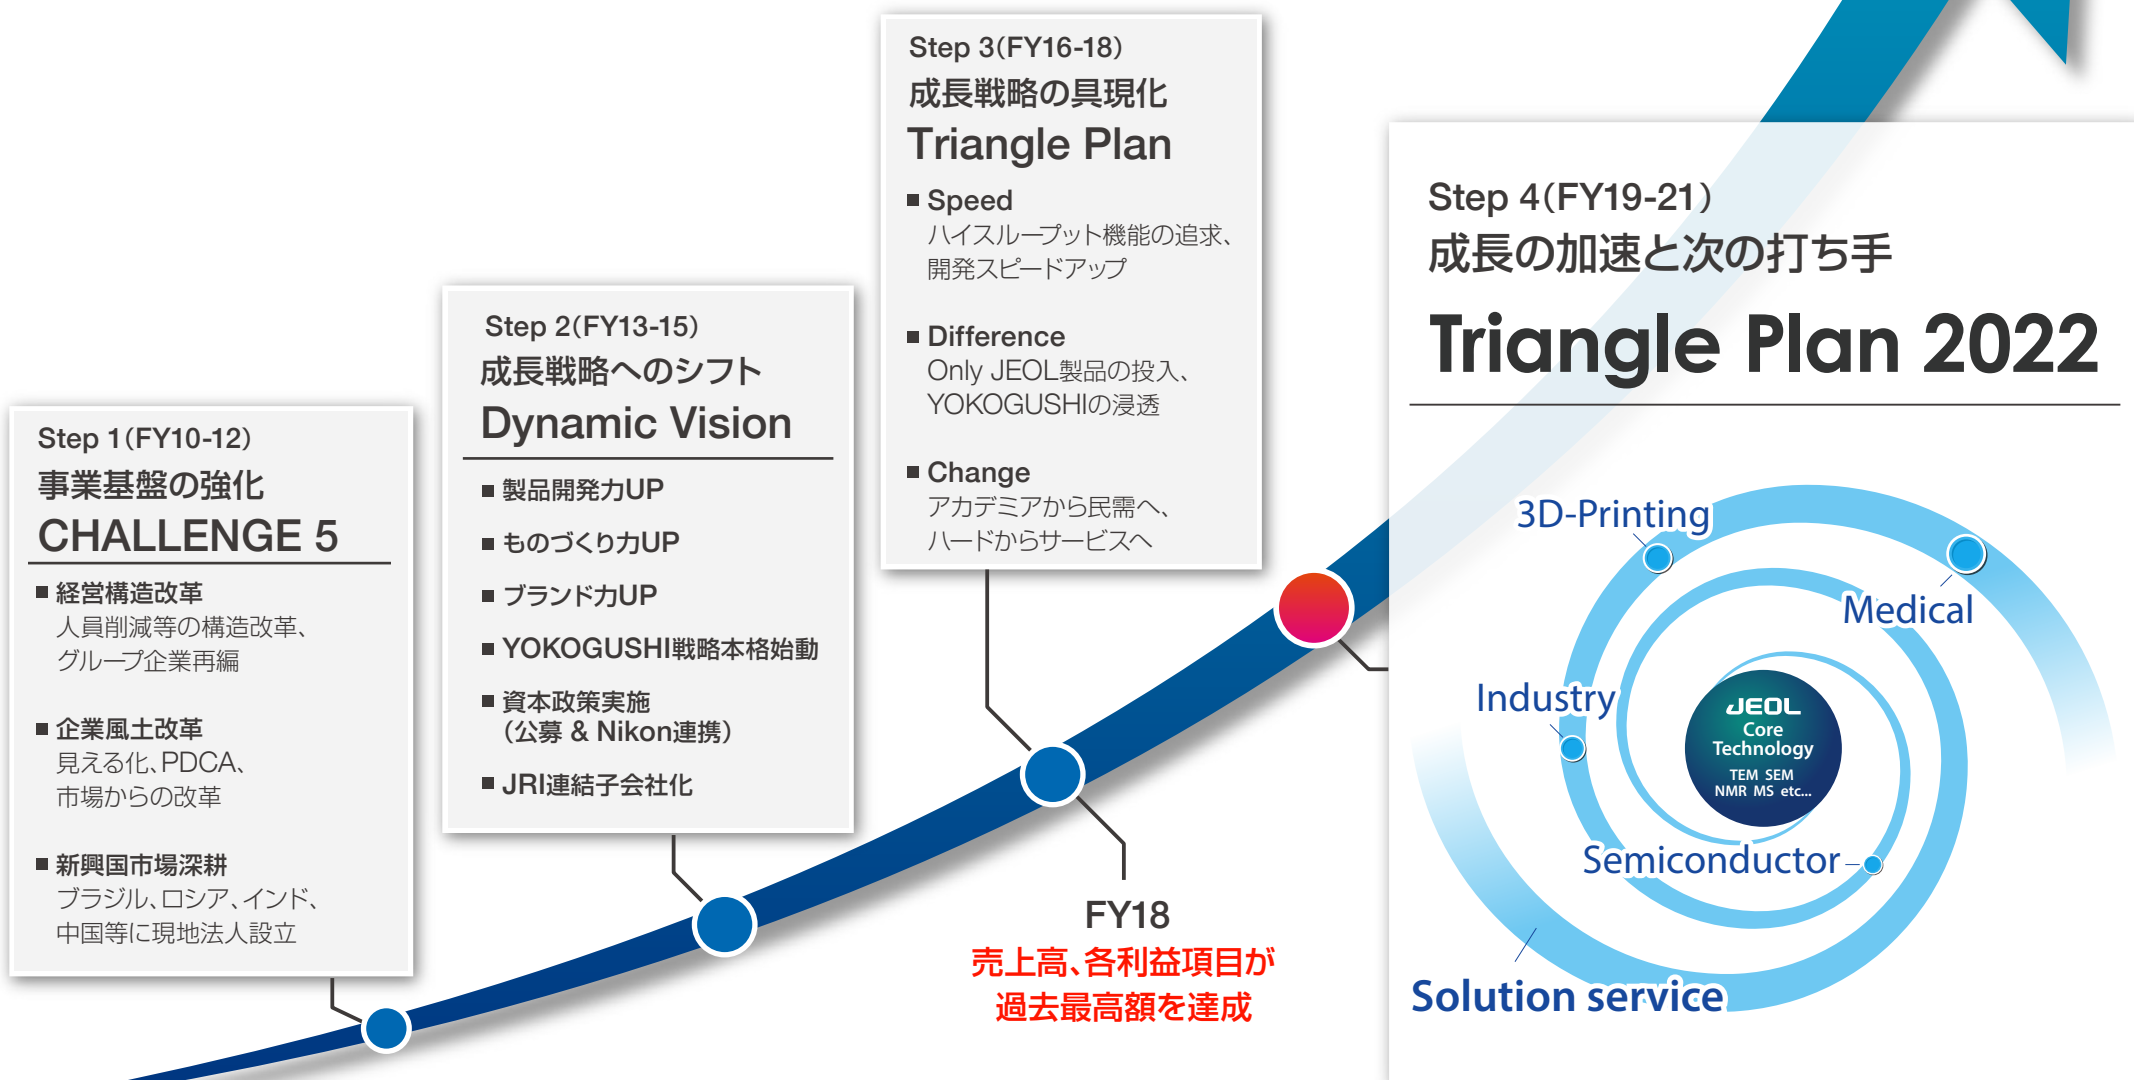 Step 1(FY10-12)
事業基盤の強化
CHALLENGE 5
■ 経営構造改革
人員削減等の構造改革、
グループ企業再編
■ 企業風土改革
見える化、PDCA、
市場からの改革
■ 新興国市場深耕
ブラジル、ロシア、インド、
中国等に現地法人設立
Step 2(FY13-15)
成長戦略へのシフト
Dynamic Vision
■ 製品開発力UP
■ ものづくり力UP
■ ブランド力UP
■ YOKOGUSHI戦略本格始動
■ 資本政策実施
(公募 & Nikon連携)
■ JRI連結子会社化
Step 3(FY16-18)
成長戦略の具現化
Triangle Plan
■ Speed
ハイスループット機能の追求、
開発スピードアップ
■ Difference
Only JEOL製品の投入、
YOKOGUSHIの浸透
■ Change
アカデミアから民需へ、
ハードからサービスへ
FY18
売上高、各利益項目が
過去最高額を達成
Step 4(FY19-21)
成長の加速と次の打ち手
Triangle Plan 2022
3D-Printing
Medical
Industry
JEOL
Core
Technology
TEM SEM
NMR MS etc...
Semiconductor
Solution service